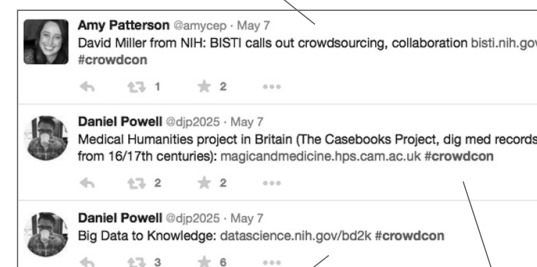 Amy Patterson @amycep · May 7
David Miller from NIH: BISTI calls out crowdsourcing, collaboration bisti.nih.gov
#crowdcon
1 2
Daniel Powell @djp2025 · May 7
Medical Humanities project in Britain (The Casebooks Project, dig med records
from 16/17th centuries): magicandmedicine.hps.cam.ac.uk #crowdcon
2 2
Daniel Powell @djp2025 · May 7
Big Data to Knowledge: datascience.nih.gov/bd2k #crowdcon
3 6